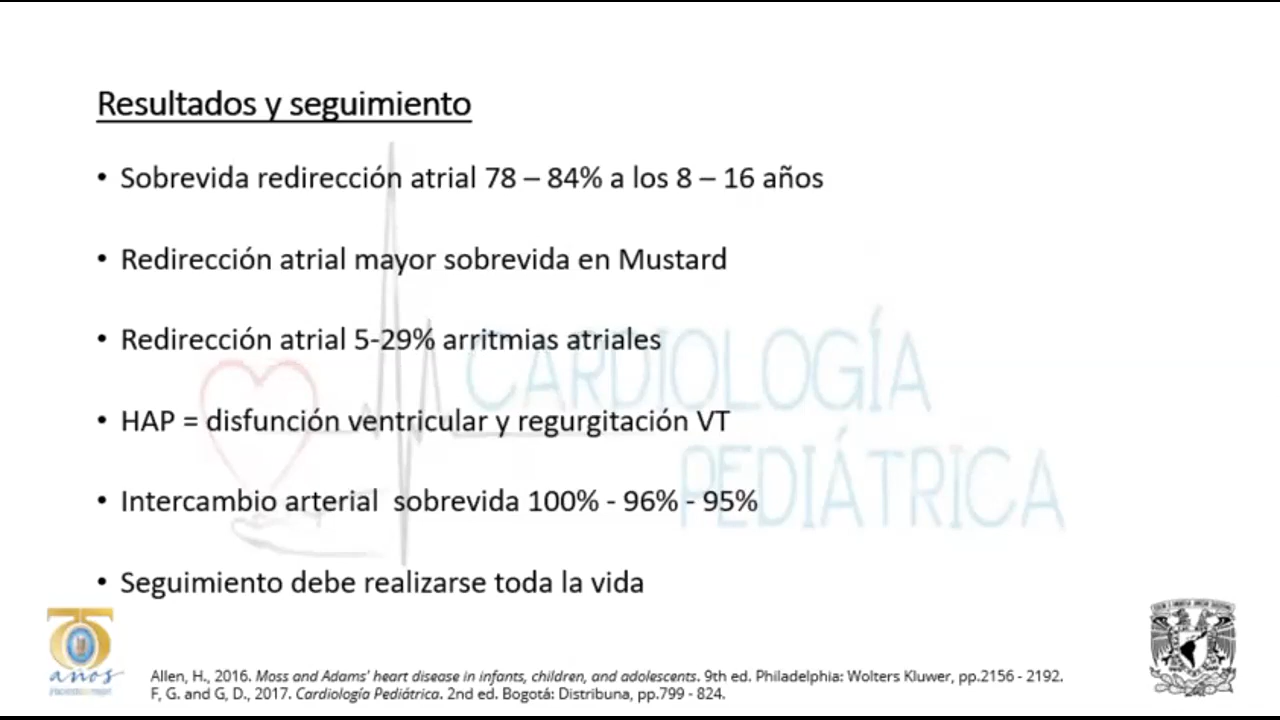 Resultados y seguimiento
• Sobrevida redirección atrial 78 – 84% a los 8 – 16 años
• Redirección atrial mayor sobrevida en Mustard
• Redirección atrial 5-29% arritmias atriales
• HAP = disfunción ventricular y regurgitación VT
• Intercambio arterial  sobrevida 100% - 96% - 95%
• Seguimiento debe realizarse toda la vida
CARDIOLOGÍA
PEDIÁTRICA
75
años
Allen, H., 2016. Moss and Adams' heart disease in infants, children, and adolescents. 9th ed. Philadelphia: Wolters Kluwer, pp.2156 - 2192.
F, G. and G, D., 2017. Cardiología Pediátrica. 2nd ed. Bogotá: Distribuna, pp.799 - 824.